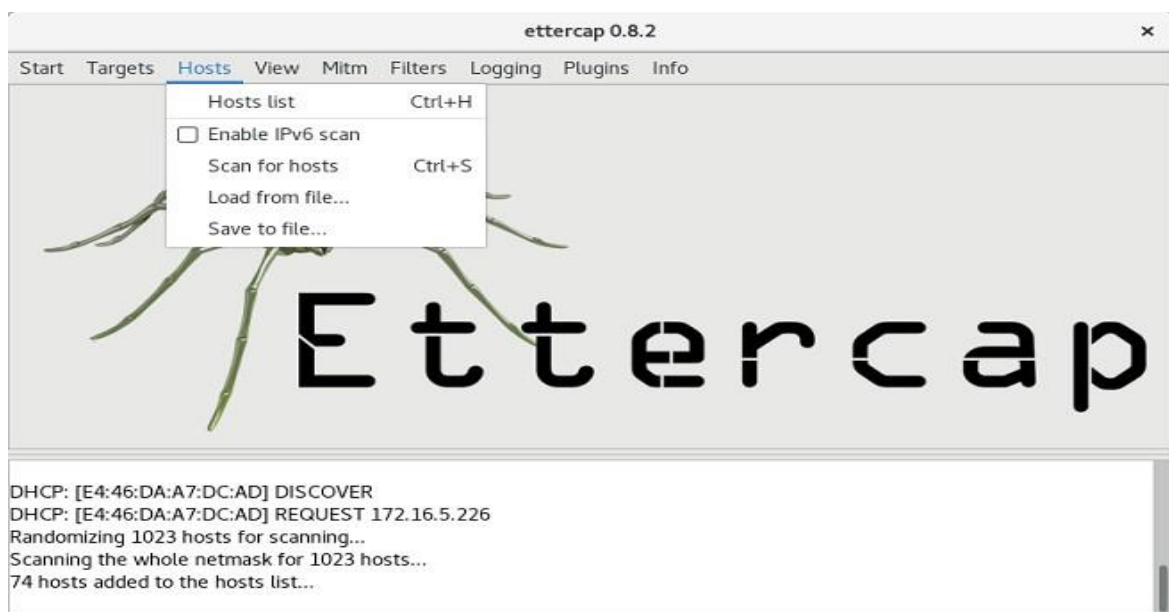 ettercap 0.8.2 ×
Start Targets Hosts View Mitm Filters Logging Plugins Info
Hosts list Ctrl+H
Enable IPv6 scan
Scan for hosts Ctrl+S
Load from file...
Save to file...
Ettercap
DHCP: [E4:46:DA:A7:DC:AD] DISCOVER
DHCP: [E4:46:DA:A7:DC:AD] REQUEST 172.16.5.226
Randomizing 1023 hosts for scanning...
Scanning the whole netmask for 1023 hosts...
74 hosts added to the hosts list...